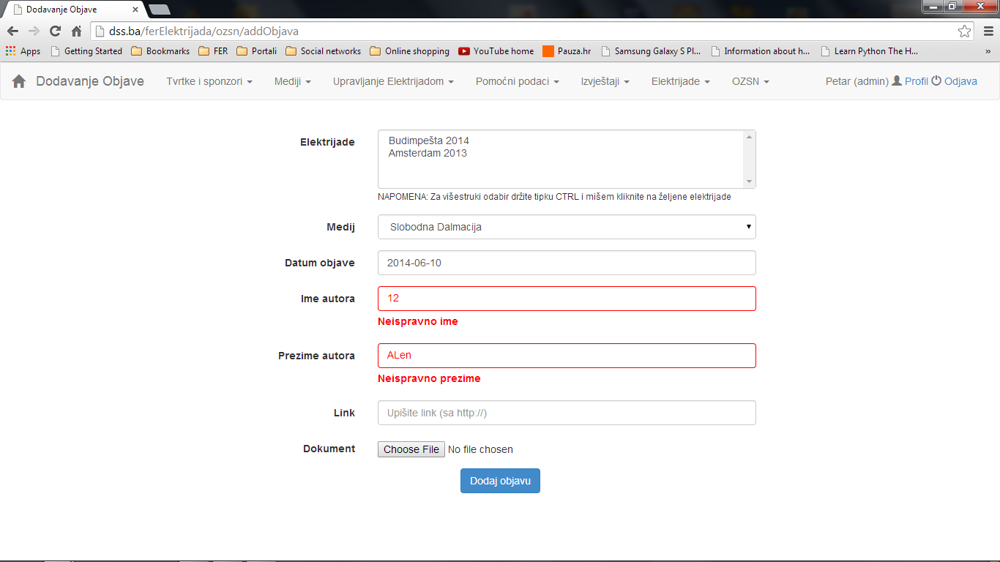 Dodavanje Objave
dss.ba/ferElektrijada/ozsn/addObjava
Apps Getting Started Bookmarks FER Portali Social networks Online shopping YouTube home Pauza.hr Samsung Galaxy S Pl... Information about h... Learn Python The H... »
Dodavanje Objave Tvrtke i sponzori Mediji Upravljanje Elektrijadom Pomoćni podaci Izvještaji Elektrijade OZSN Petar (admin) Profil Odjava
Elektrijade
Budimpešta 2014
Amsterdam 2013
NAPOMENA: Za višestruki odabir držite tipku CTRL i mišem kliknite na željene elektrijade
Medij Slobodna Dalmacija
Datum objave 2014-06-10
Ime autora 12
Neispravno ime
Prezime autora ALen
Neispravno prezime
Link Upišite link (sa http://)
Dokument Choose File No file chosen
Dodaj objavu